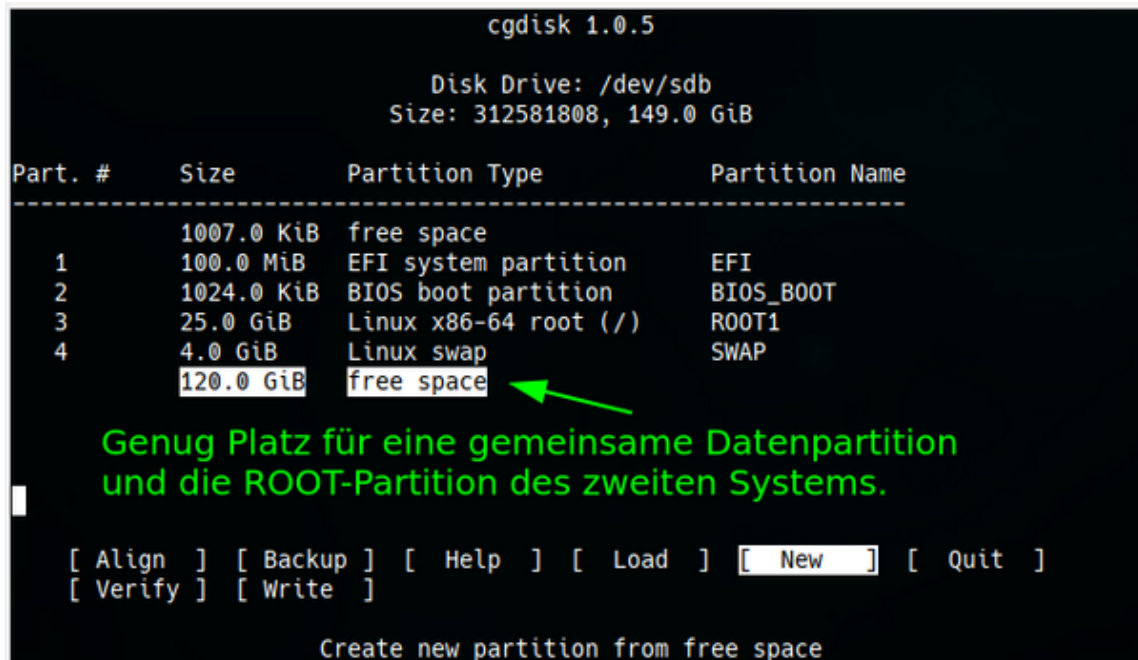 cgdisk 1.0.5
Disk Drive: /dev/sdb
Size: 312581808, 149.0 GiB
Part. # Size Partition Type Partition Name
----------------------------------------------------------------
1007.0 KiB free space
1 100.0 MiB EFI system partition EFI
2 1024.0 KiB BIOS boot partition BIOS_BOOT
3 25.0 GiB Linux x86-64 root (/) ROOT1
4 4.0 GiB Linux swap SWAP
120.0 GiB free space
Genug Platz für eine gemeinsame Datenpartition
und die ROOT-Partition des zweiten Systems.
[ Align ] [ Backup ] [ Help ] [ Load ] [ New ] [ Quit ]
[ Verify ] [ Write ]
Create new partition from free space